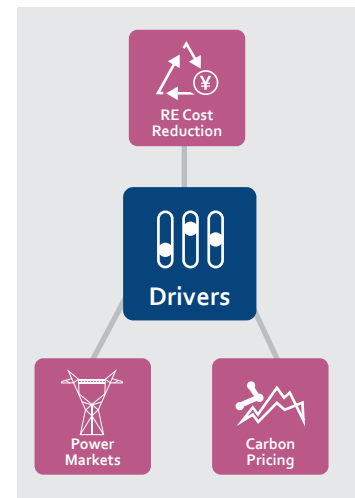 ¥
RE Cost
Reduction
Drivers
Power
Markets
Carbon
Pricing